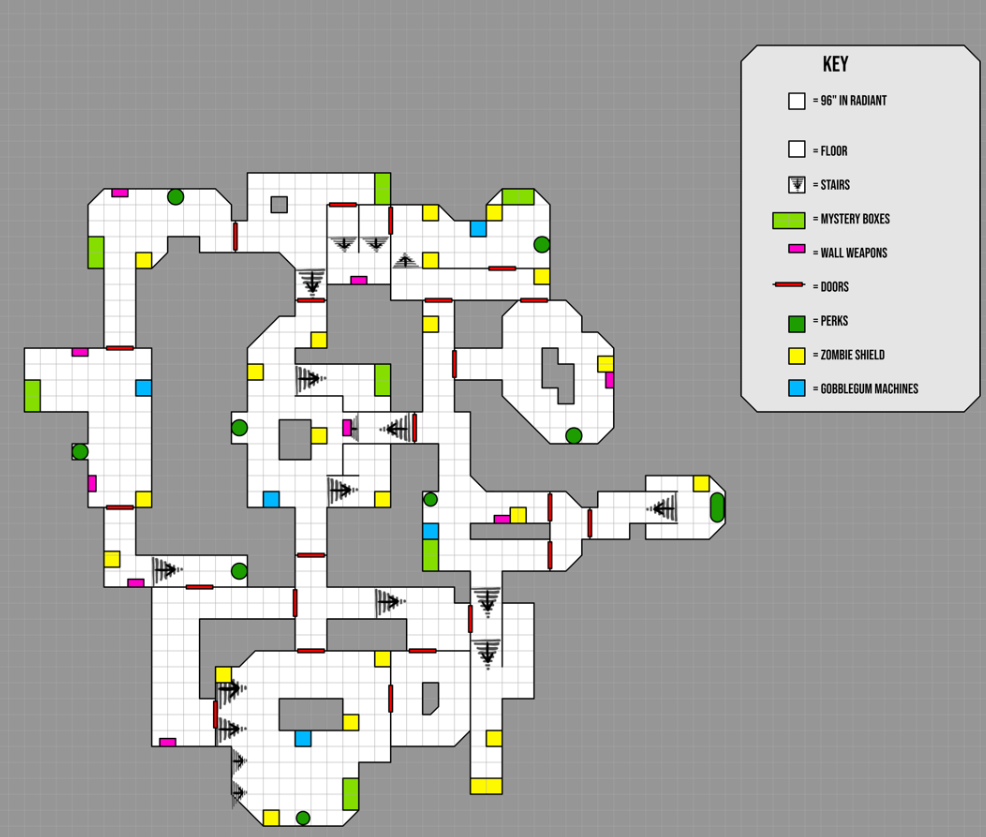 KEY
= 96" IN RADIANT
= FLOOR
= STAIRS
= MYSTERY BOXES
= WALL WEAPONS
= DOORS
= PERKS
= ZOMBIE SHIELD
= GOBBLEGUM MACHINES